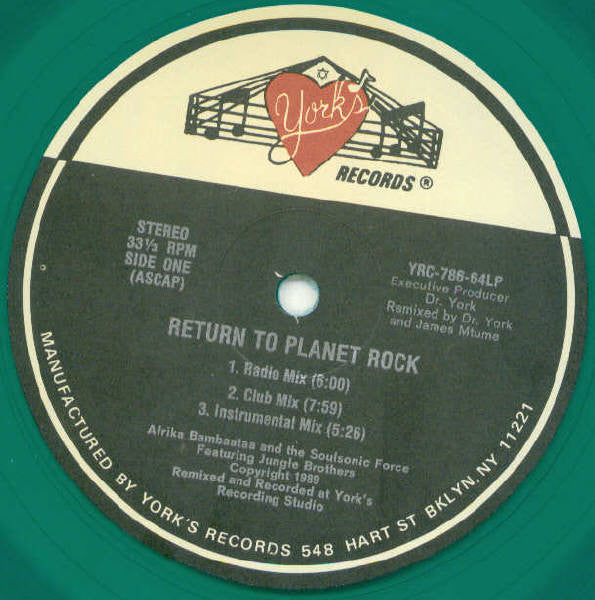 York's
RECORDS ®
STEREO
33⅓ RPM
SIDE ONE
(ASCAP)
YRC-786-64LP
Executive Producer
Dr. York
Remixed by Dr. York
and James Mtume
RETURN TO PLANET ROCK
1. Radio Mix (6:00)
2. Club Mix (7:59)
3. Instrumental Mix (5:26)
Afrika Bambaataa and the Soulsonic Force
Featuring Jungle Brothers
Copyright 1989
Remixed and Recorded at York's
Recording Studio
MANUFACTURED BY YORK'S RECORDS 548 HART ST BKLYN.NY 11221